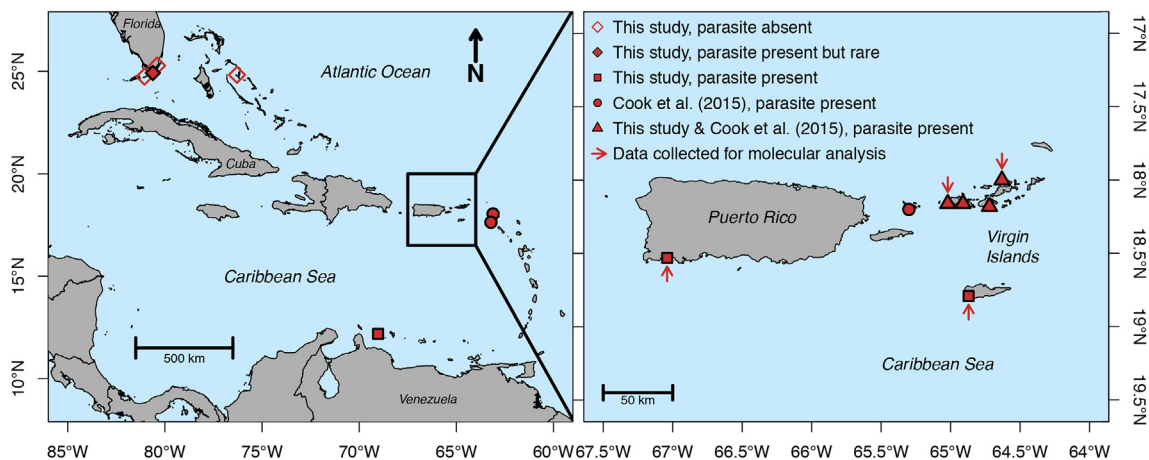 Florida
Atlantic Ocean
N
Cuba
Caribbean Sea
500 km
Venezuela
25°N
20°N
15°N
10°N
85°W
80°W
75°W
70°W
65°W
60°W
This study, parasite absent
This study, parasite present but rare
This study, parasite present
Cook et al. (2015), parasite present
This study & Cook et al. (2015), parasite present
Data collected for molecular analysis
Puerto Rico
Virgin
Islands
Caribbean Sea
50 km
17°N
17.5°N
18°N
18.5°N
19°N
19.5°N
67.5°W
67°W
66.5°W
66°W
65.5°W
65°W
64.5°W
64°W